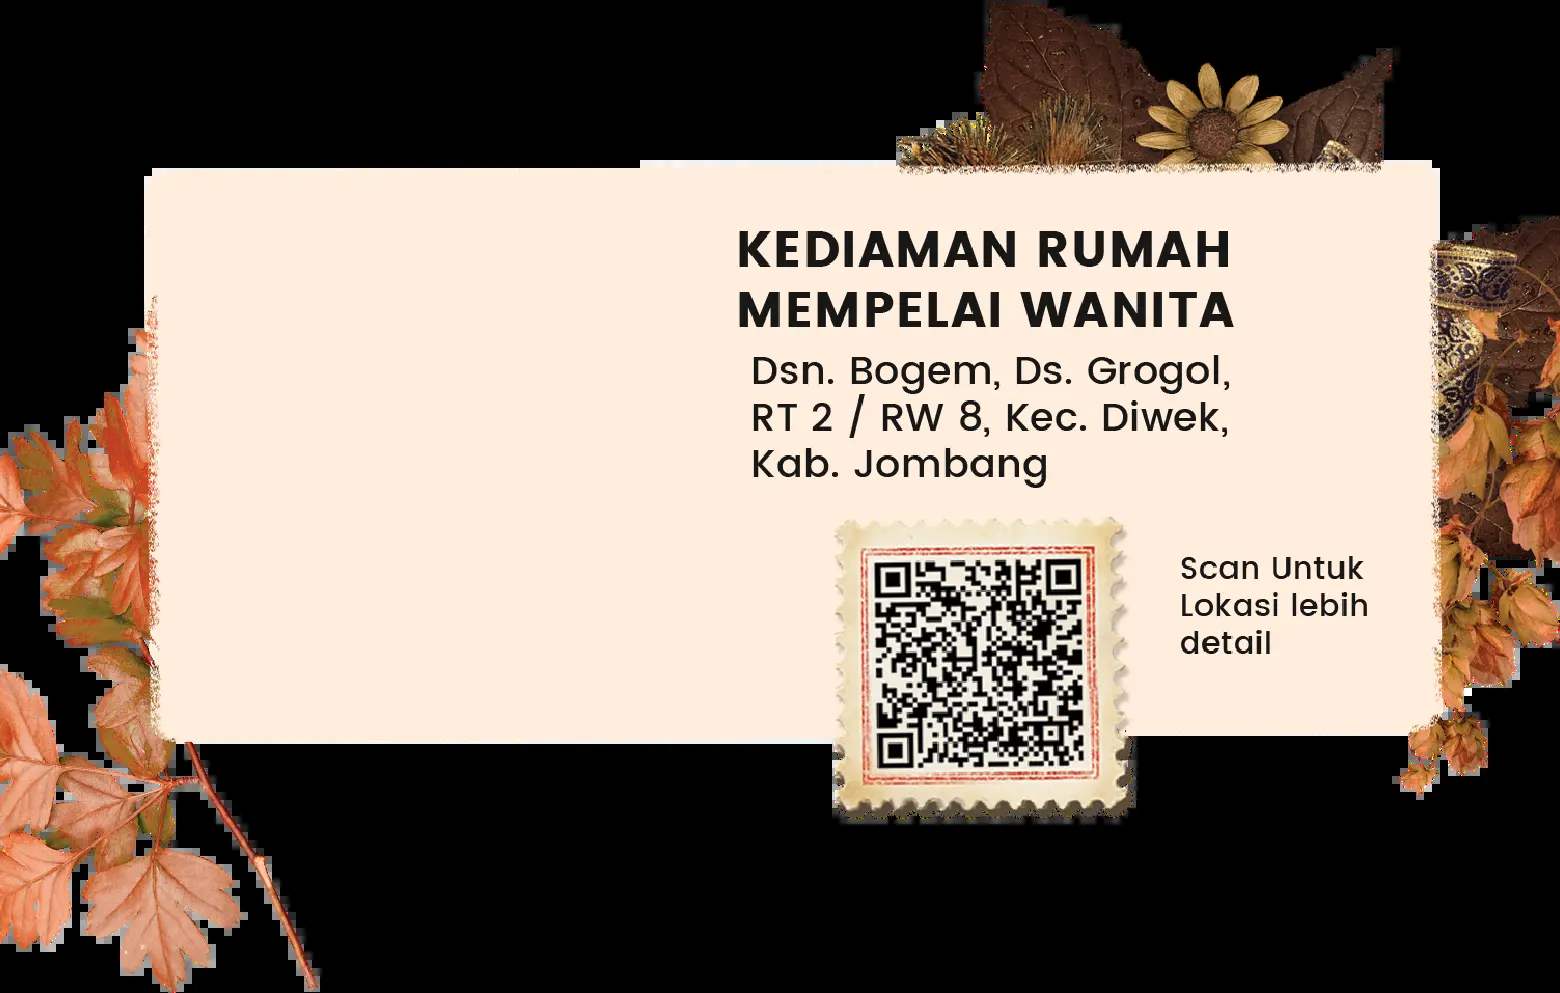 KEDIAMAN RUMAH
MEMPELAI WANITA
Dsn. Bogem, Ds. Grogol,
RT 2 / RW 8, Kec. Diwek,
Kab. Jombang
Scan Untuk
Lokasi lebih
detail